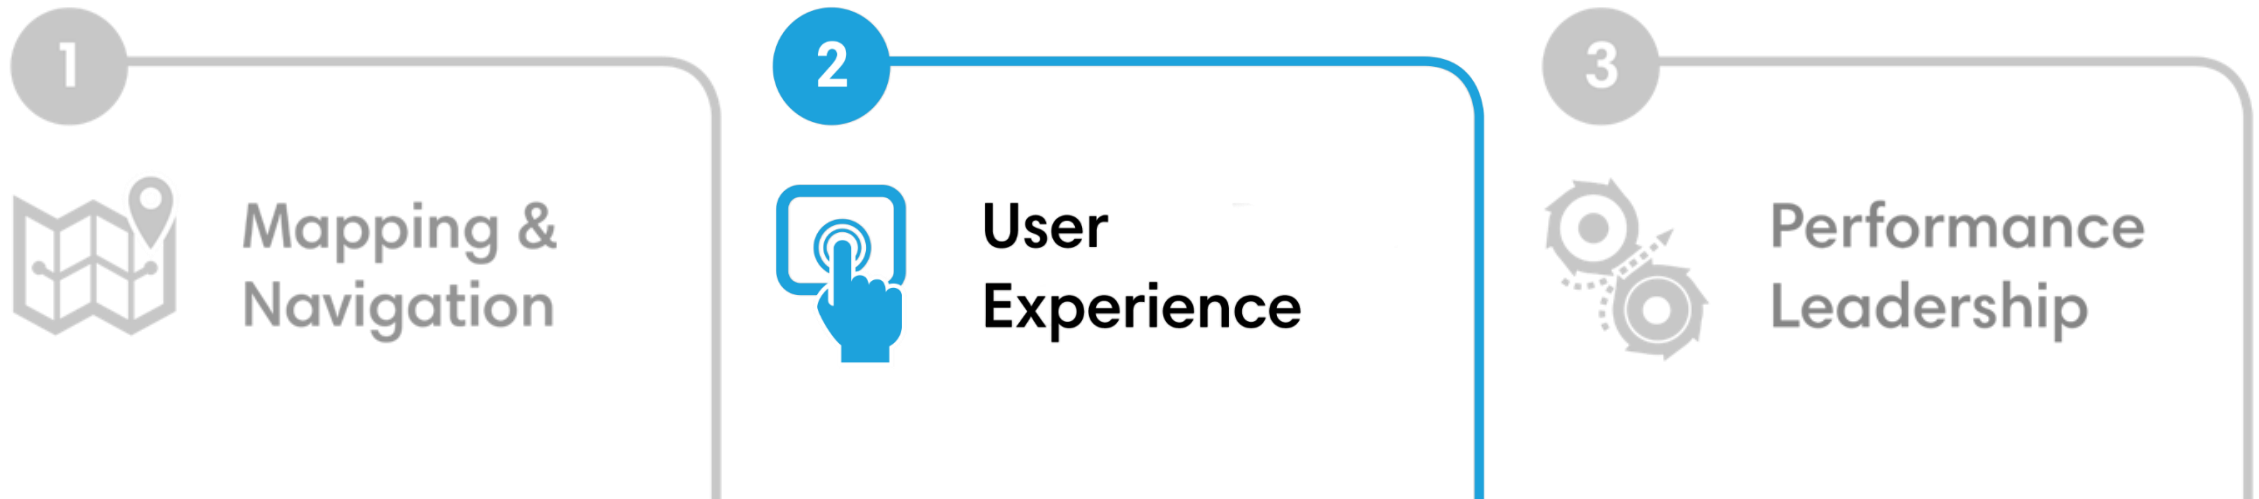 1
Mapping &
Navigation
2
User
Experience
3
Performance
Leadership